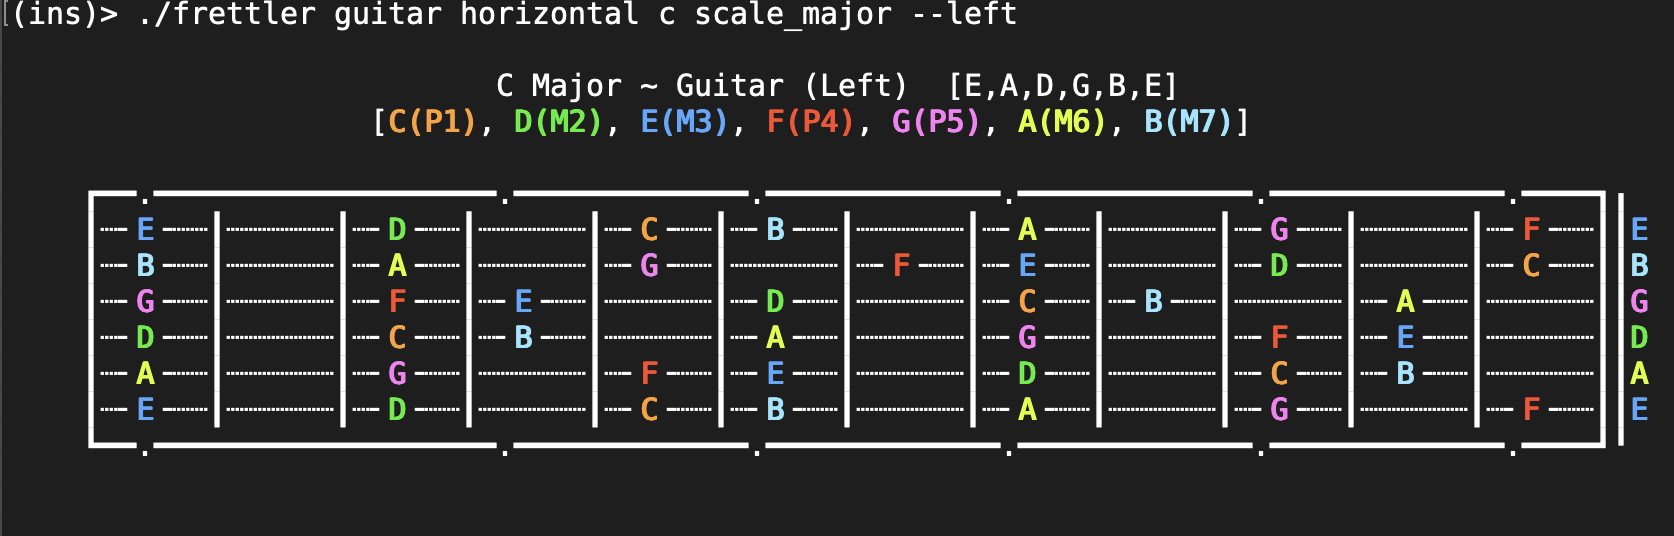 (ins)> ./frettler guitar horizontal c scale_major --left
C Major ~ Guitar (Left)  [E,A,D,G,B,E]
[C(P1), D(M2), E(M3), F(P4), G(P5), A(M6), B(M7)]
E D C B A G F E
B A G F E D C B
G F E D C B A G
D C B A G F E D
A G F E D C B A
E D C B A G F E